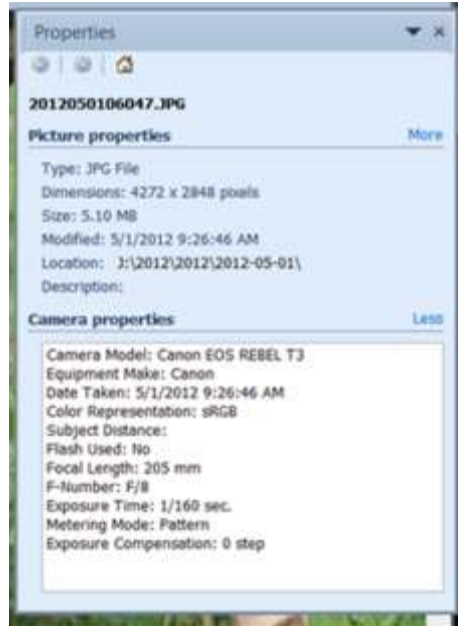 Properties
2012050106047.JPG
Picture properties More
Type: JPG File
Dimensions: 4272 x 2848 pixels
Size: 5.10 MB
Modified: 5/1/2012 9:26:46 AM
Location: J:\2012\2012\2012-05-01\
Description:
Camera properties Less
Camera Model: Canon EOS REBEL T3
Equipment Make: Canon
Date Taken: 5/1/2012 9:26:46 AM
Color Representation: sRGB
Subject Distance:
Flash Used: No
Focal Length: 205 mm
F-Number: F/8
Exposure Time: 1/160 sec.
Metering Mode: Pattern
Exposure Compensation: 0 step